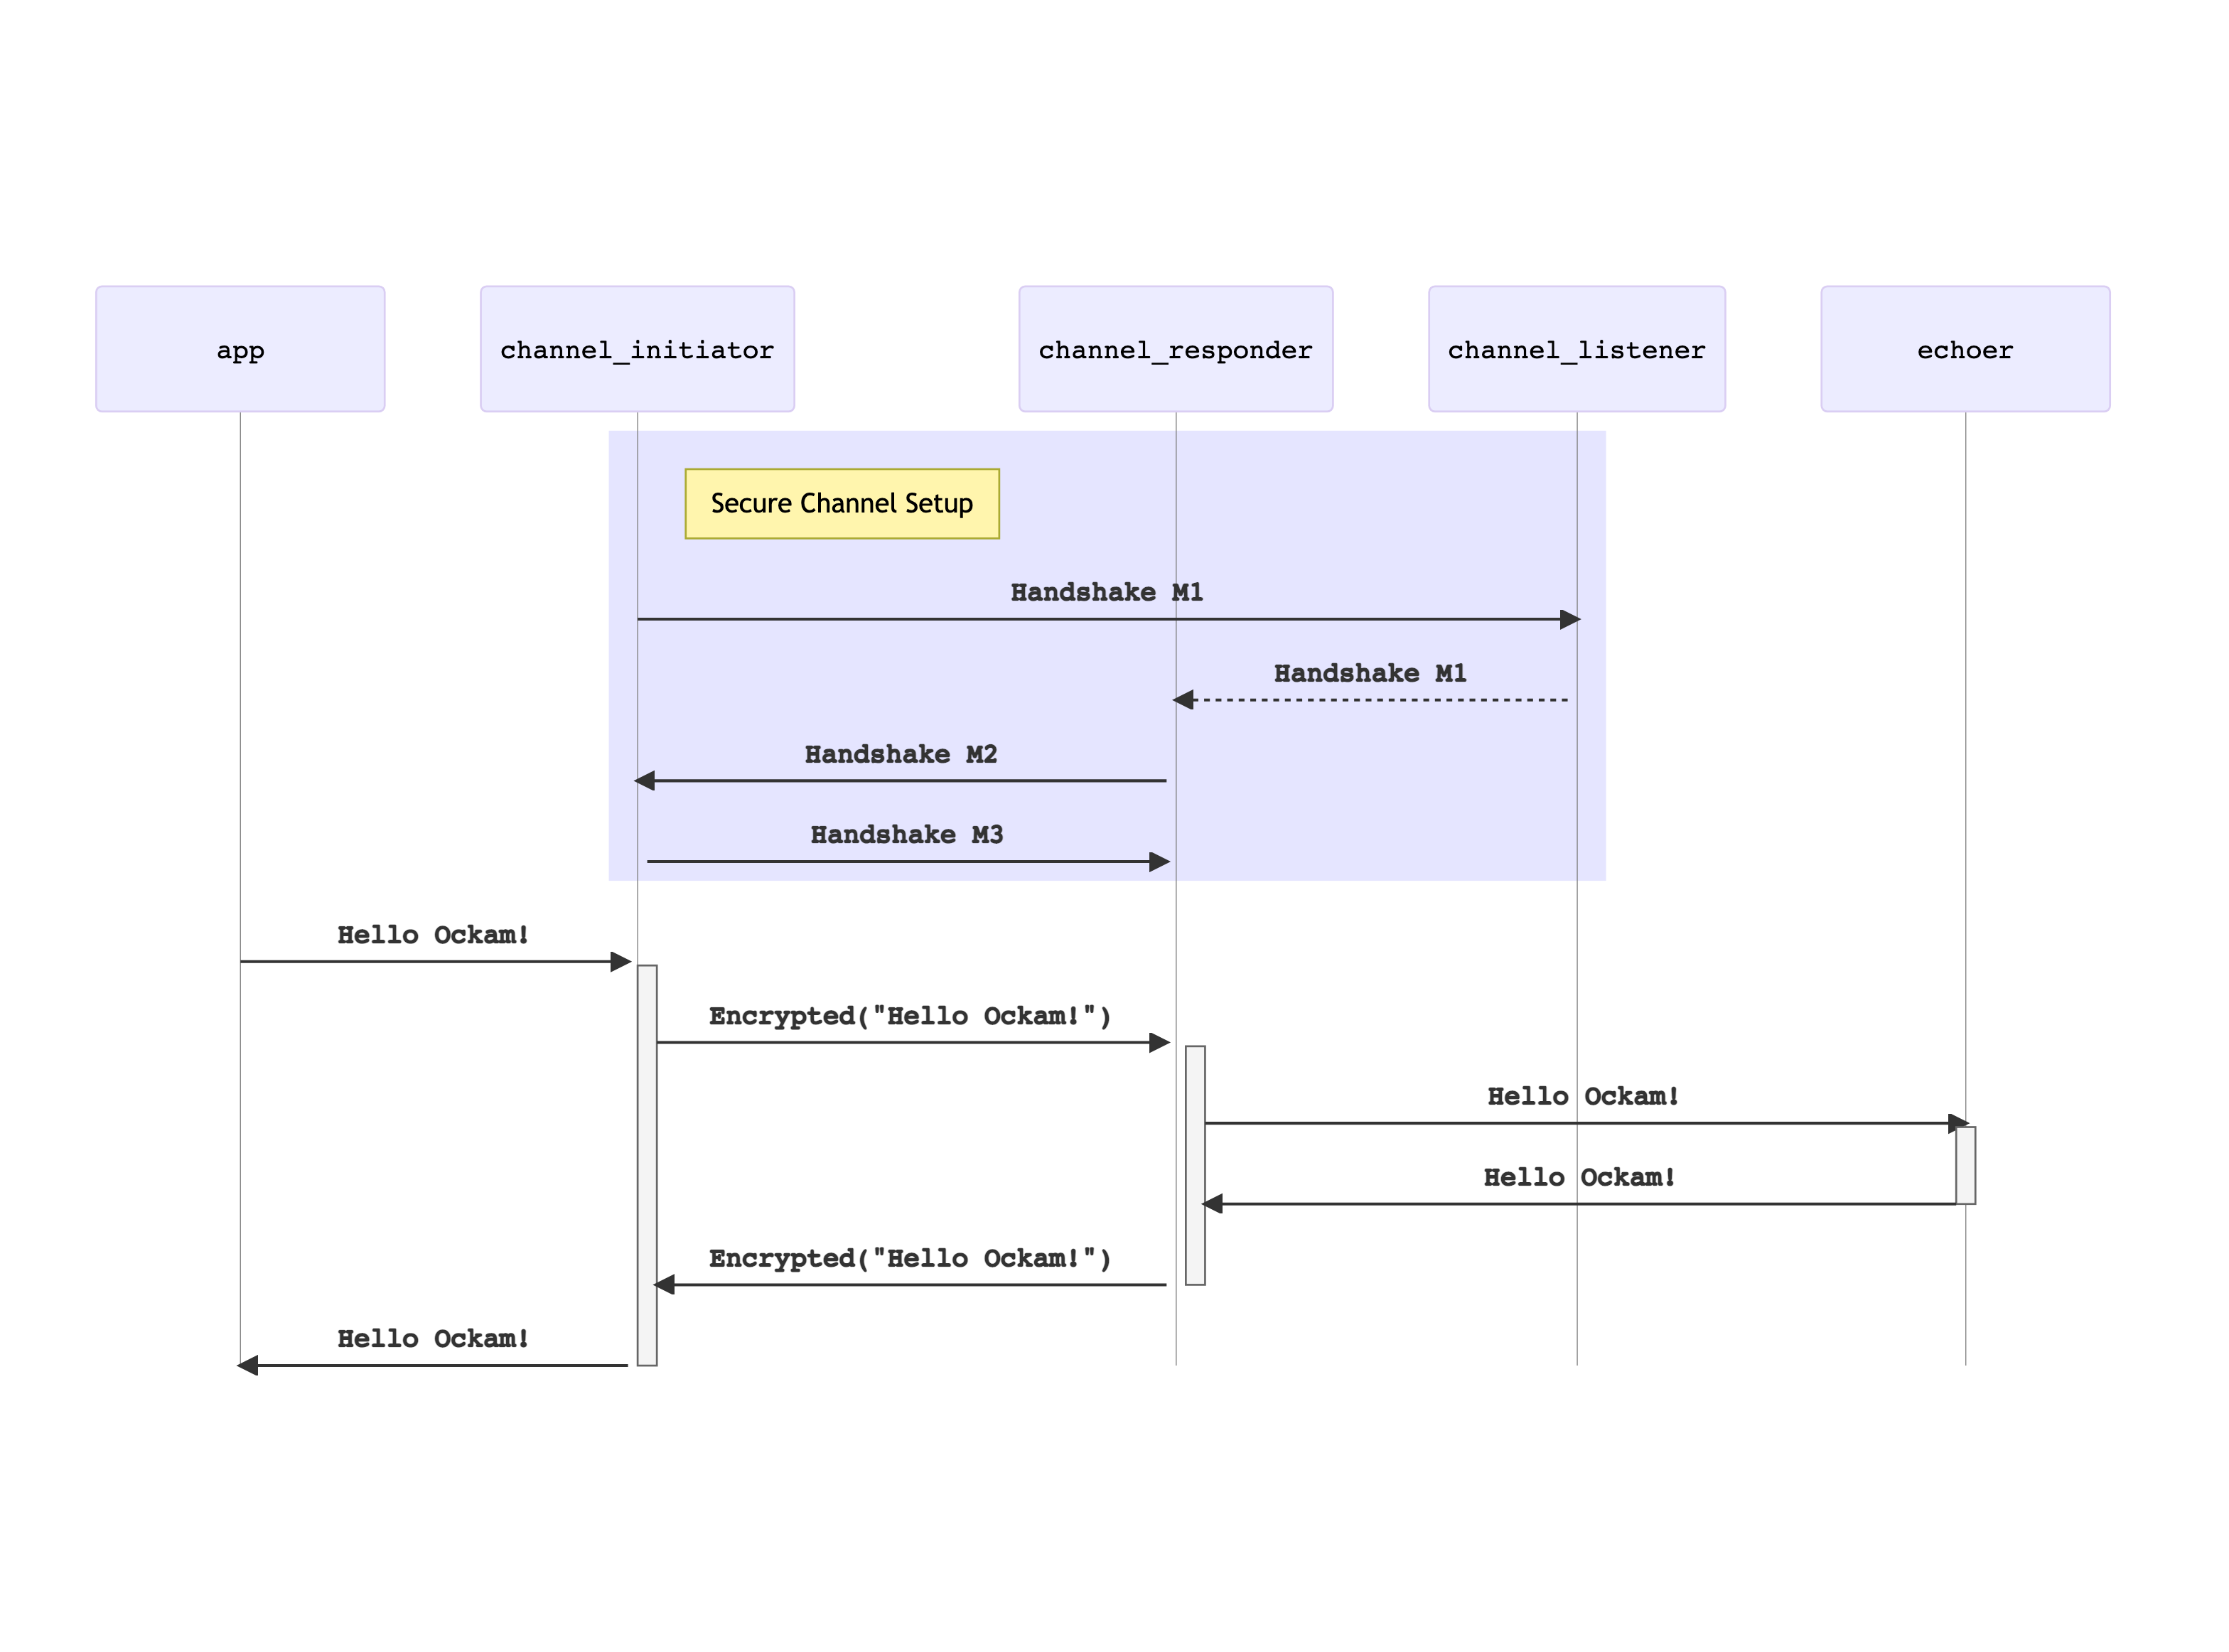 app
channel_initiator
channel_responder
channel_listener
echoer
Secure Channel Setup
Handshake M1
Handshake M1
Handshake M2
Handshake M3
Hello Ockam!
Encrypted("Hello Ockam!")
Hello Ockam!
Hello Ockam!
Encrypted("Hello Ockam!")
Hello Ockam!